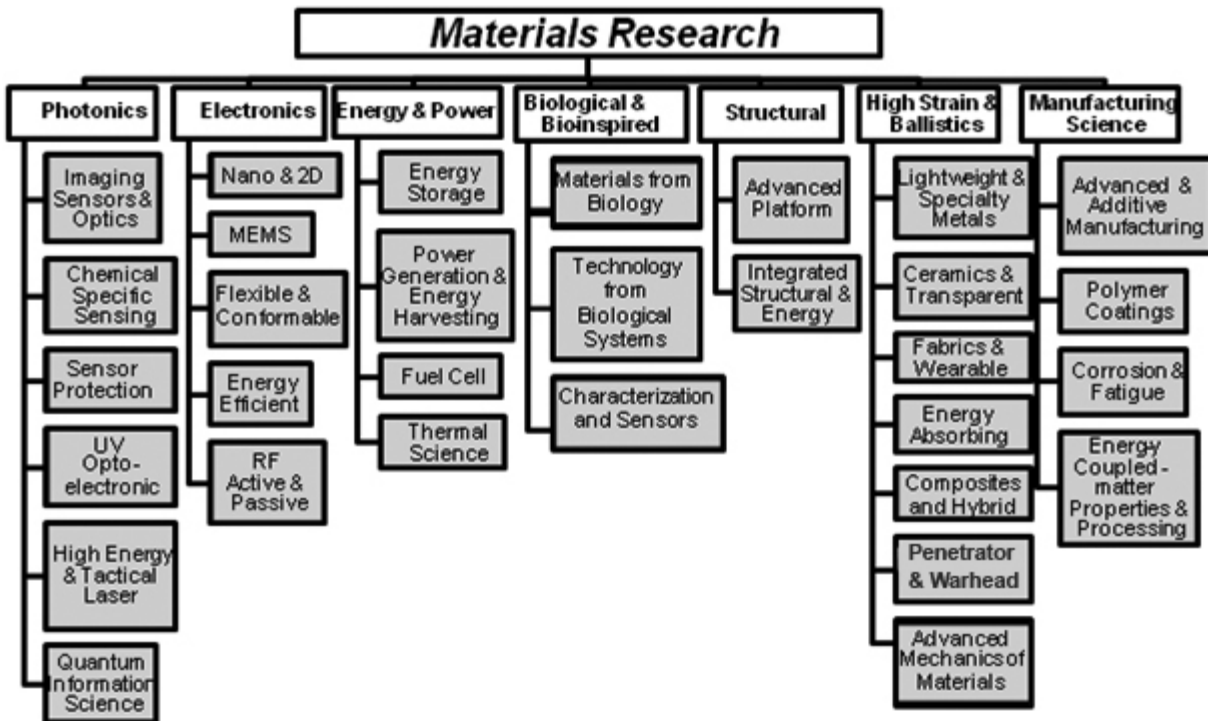 Materials Research
Photonics
Imaging
Sensors &
Optics
Chemical
Specific
Sensing
Sensor
Protection
UV
Opto-
electronic
High Energy
& Tactical
Laser
Quantum
Information
Science
Electronics
Nano & 2D
MEMS
Flexible &
Conformable
Energy
Efficient
RF
Active &
Passive
Energy & Power
Energy
Storage
Power
Generation &
Energy
Harvesting
Fuel Cell
Thermal
Science
Biological &
Bioinspired
Materials from
Biology
Technology
from
Biological
Systems
Characterization
and Sensors
Structural
Advanced
Platform
Integrated
Structural &
Energy
High Strain &
Ballistics
Lightweight &
Specialty
Metals
Ceramics &
Transparent
Fabrics &
Wearable
Energy
Absorbing
Composites
and Hybrid
Penetrator
& Warhead
Advanced
Mechanics of
Materials
Manufacturing
Science
Advanced &
Additive
Manufacturing
Polymer
Coatings
Corrosion &
Fatigue
Energy
Coupled-
matter
Properties &
Processing